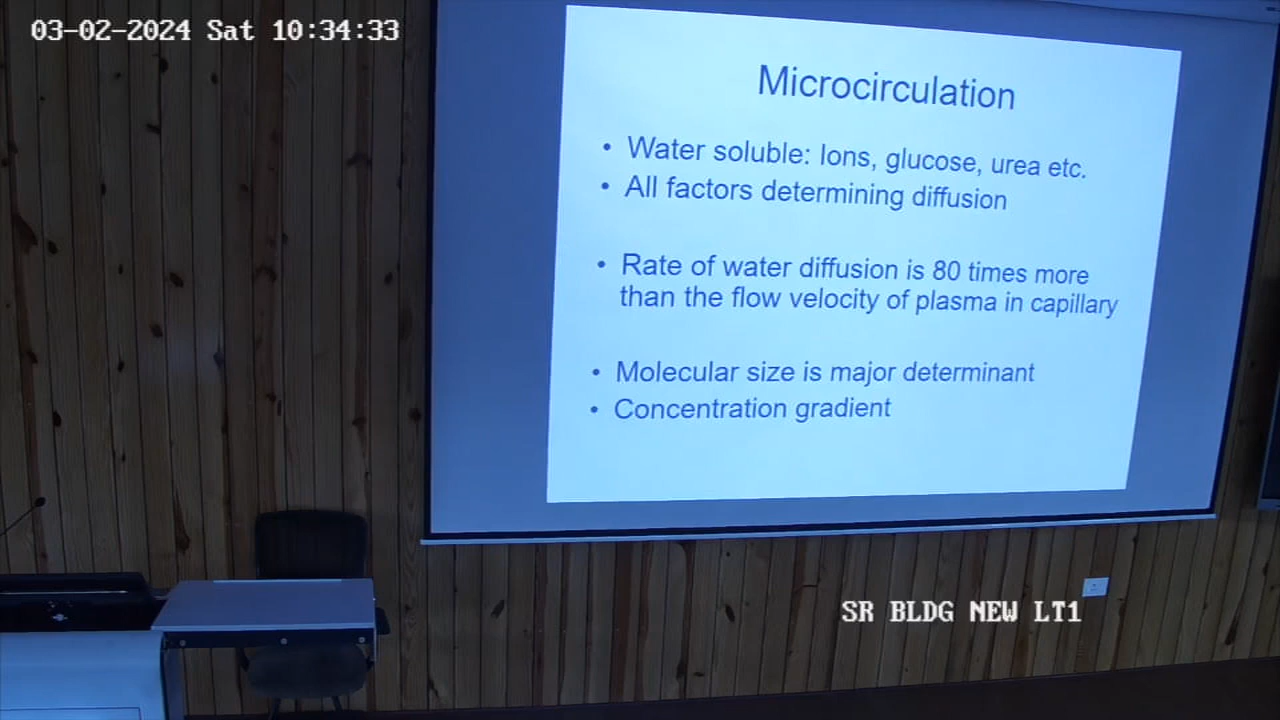 03-02-2024 Sat 10:34:33
Microcirculation
• Water soluble: Ions, glucose, urea etc.
• All factors determining diffusion
• Rate of water diffusion is 80 times more
than the flow velocity of plasma in capillary
• Molecular size is major determinant
• Concentration gradient
SR BLDG NEW LT1